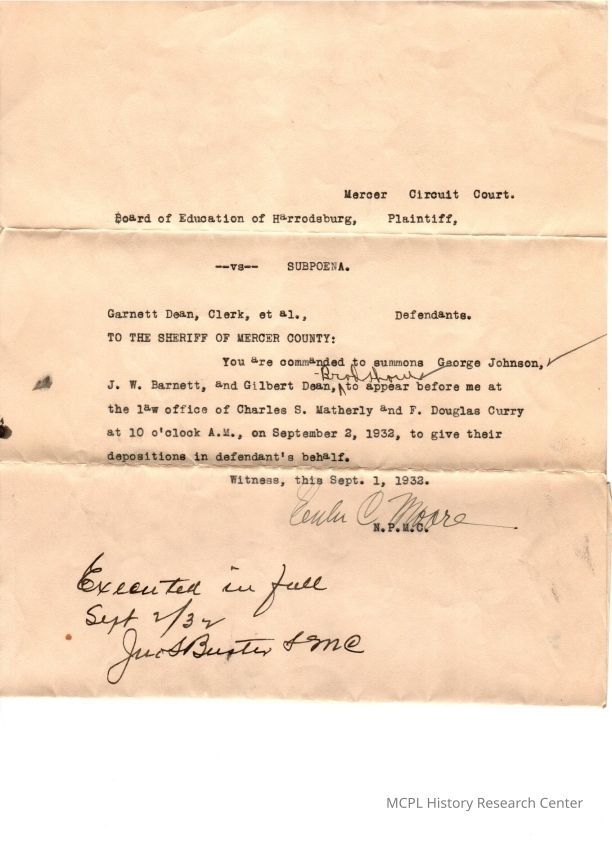 Mercer Circuit Court.
Board of Education of Harrodsburg, Plaintiff,
--vs-- SUBPOENA.
Garnett Dean, Clerk, et al., Defendants.
TO THE SHERIFF OF MERCER COUNTY:
You are commanded to summons George Johnson,
J. W. Barnett, and Gilbert Dean, to appear before me at
the law office of Charles S. Matherly and F. Douglas Curry
at 10 o'clock A.M., on September 2, 1932, to give their
depositions in defendant's behalf.
Witness, this Sept. 1, 1932.
C. Moore
N.P.M.C.
Executed in full
Sept 2/32
Jno S Buster S M C
MCPL History Research Center